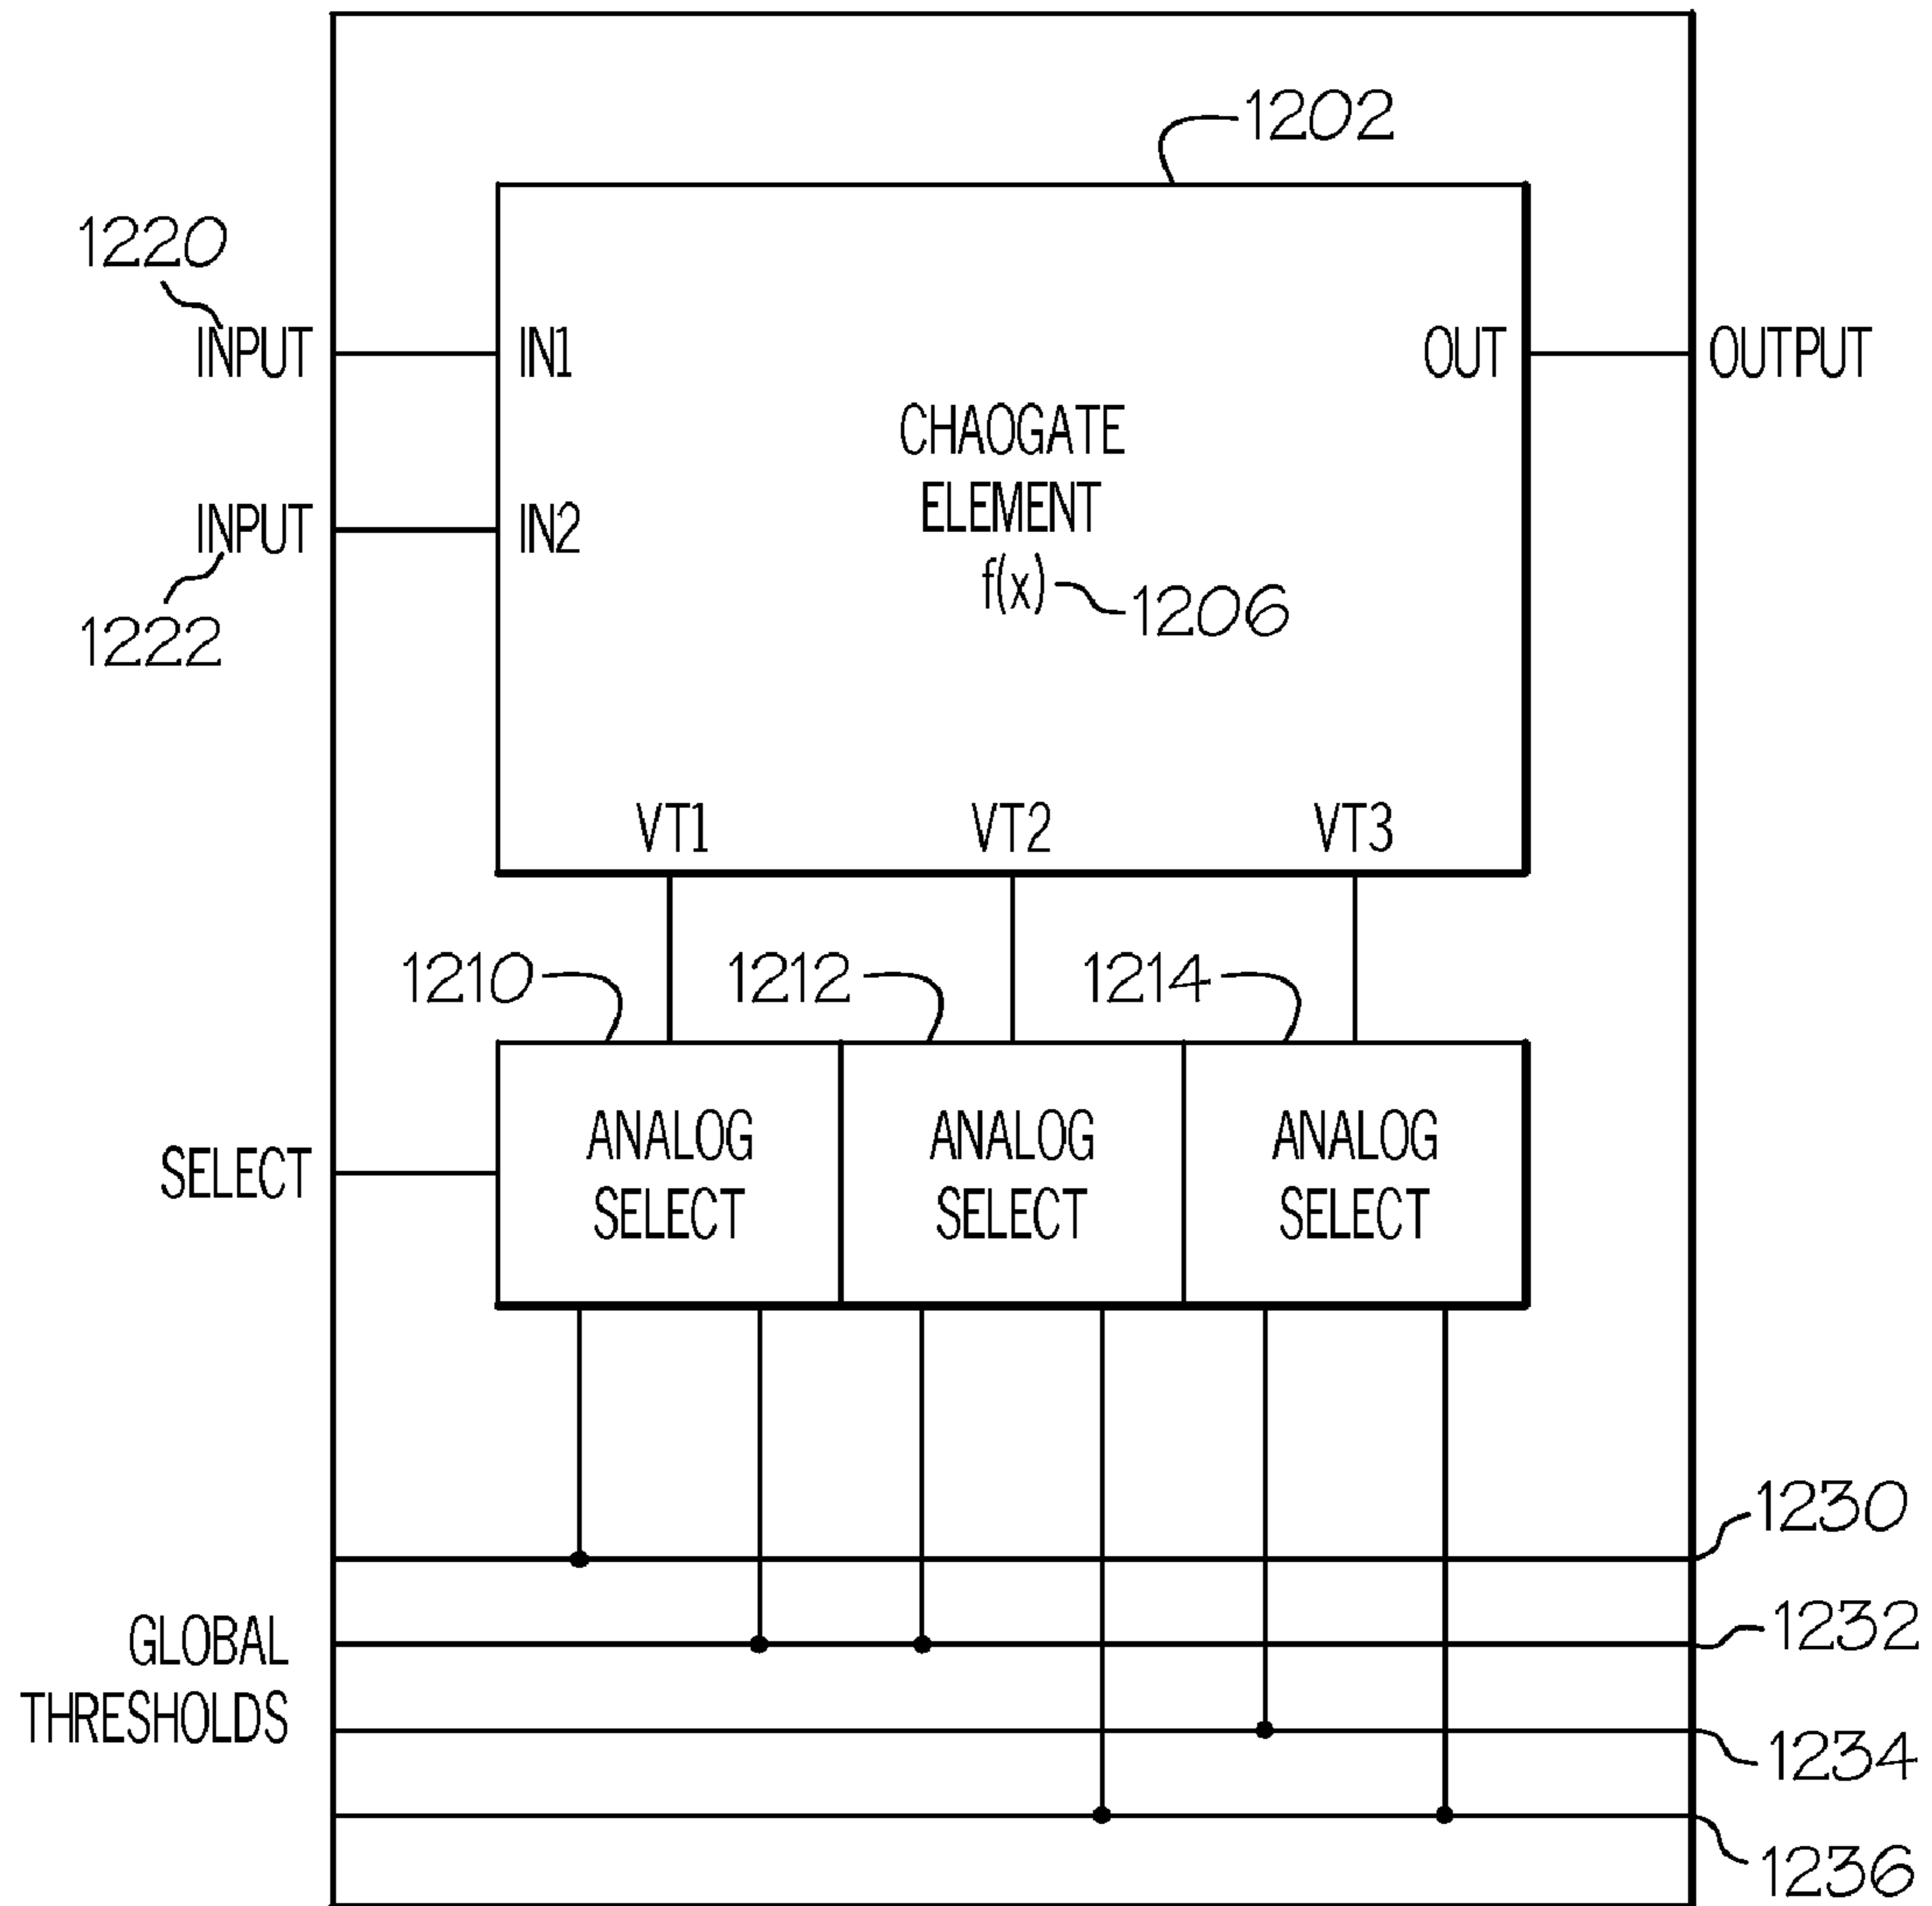 1202
1220
INPUT
IN1
OUT
OUTPUT
CHAOGATE
ELEMENT
INPUT
IN2
f(x)
1206
1222
VT1
VT2
VT3
1210
1212
1214
SELECT
ANALOG
SELECT
ANALOG
SELECT
ANALOG
SELECT
1230
GLOBAL
THRESHOLDS
1232
1234
1236